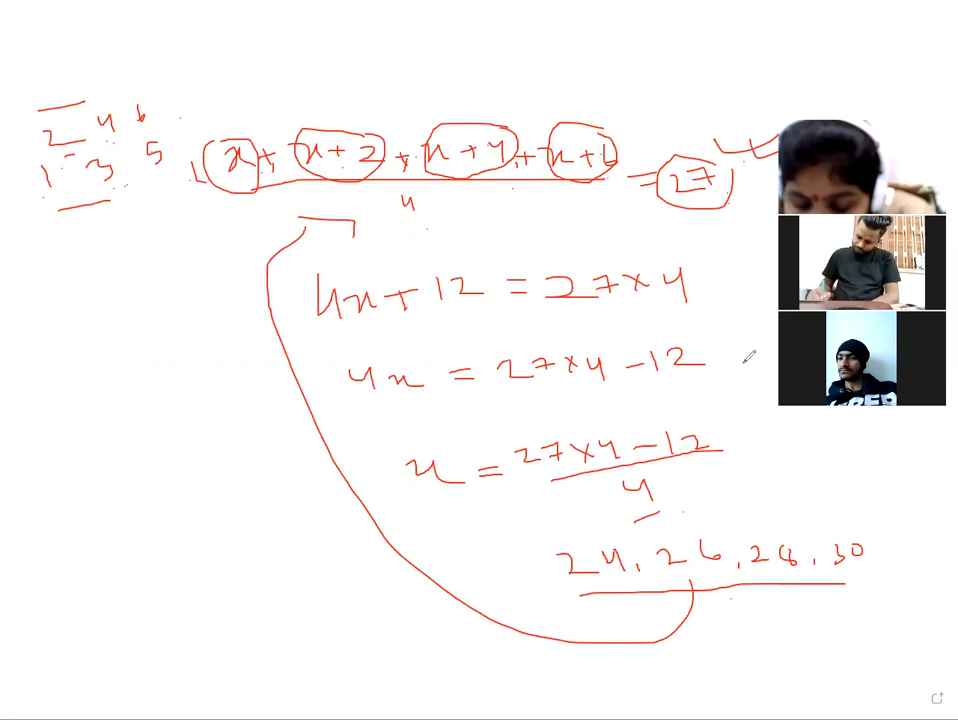 2 4 6
1 3 5
x + x+2 + x+4 + x+6 = 27
4
4x + 12 = 27 × 4
4x = 27 × 4 - 12
x = 27 × 4 - 12
4
24, 26, 28, 30